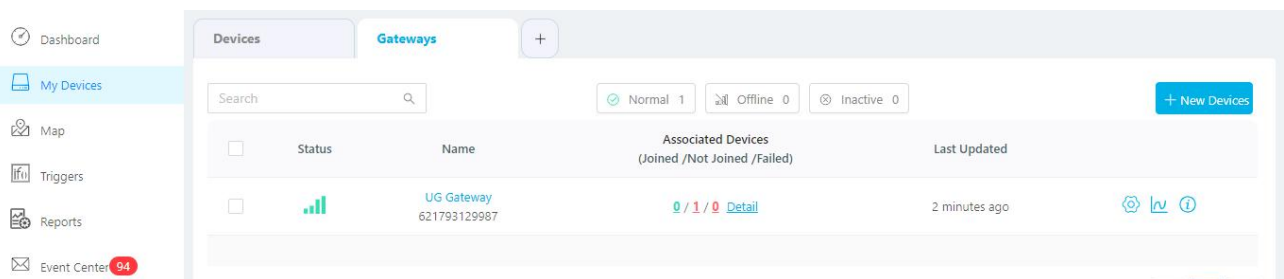 Dashboard
My Devices
Map
Triggers
Reports
Event Center 94
Devices
Gateways
+
Search
Normal 1
Offline 0
Inactive 0
+ New Devices
Status
Name
Associated Devices
(Joined /Not Joined /Failed)
Last Updated
UG Gateway
621793129987
0 / 1 / 0 Detail
2 minutes ago